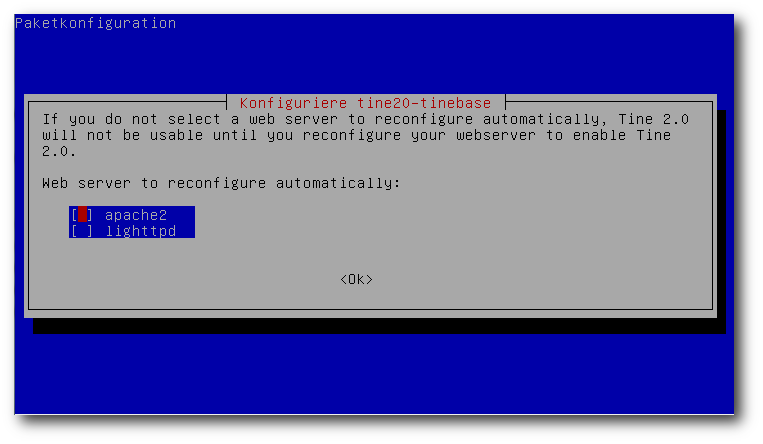 Paketkonfiguration
Konfiguriere tine20-tinebase
If you do not select a web server to reconfigure automatically, Tine 2.0
will not be usable until you reconfigure your webserver to enable Tine
2.0.
Web server to reconfigure automatically:
[ ] apache2
[ ] lighttpd
<Ok>